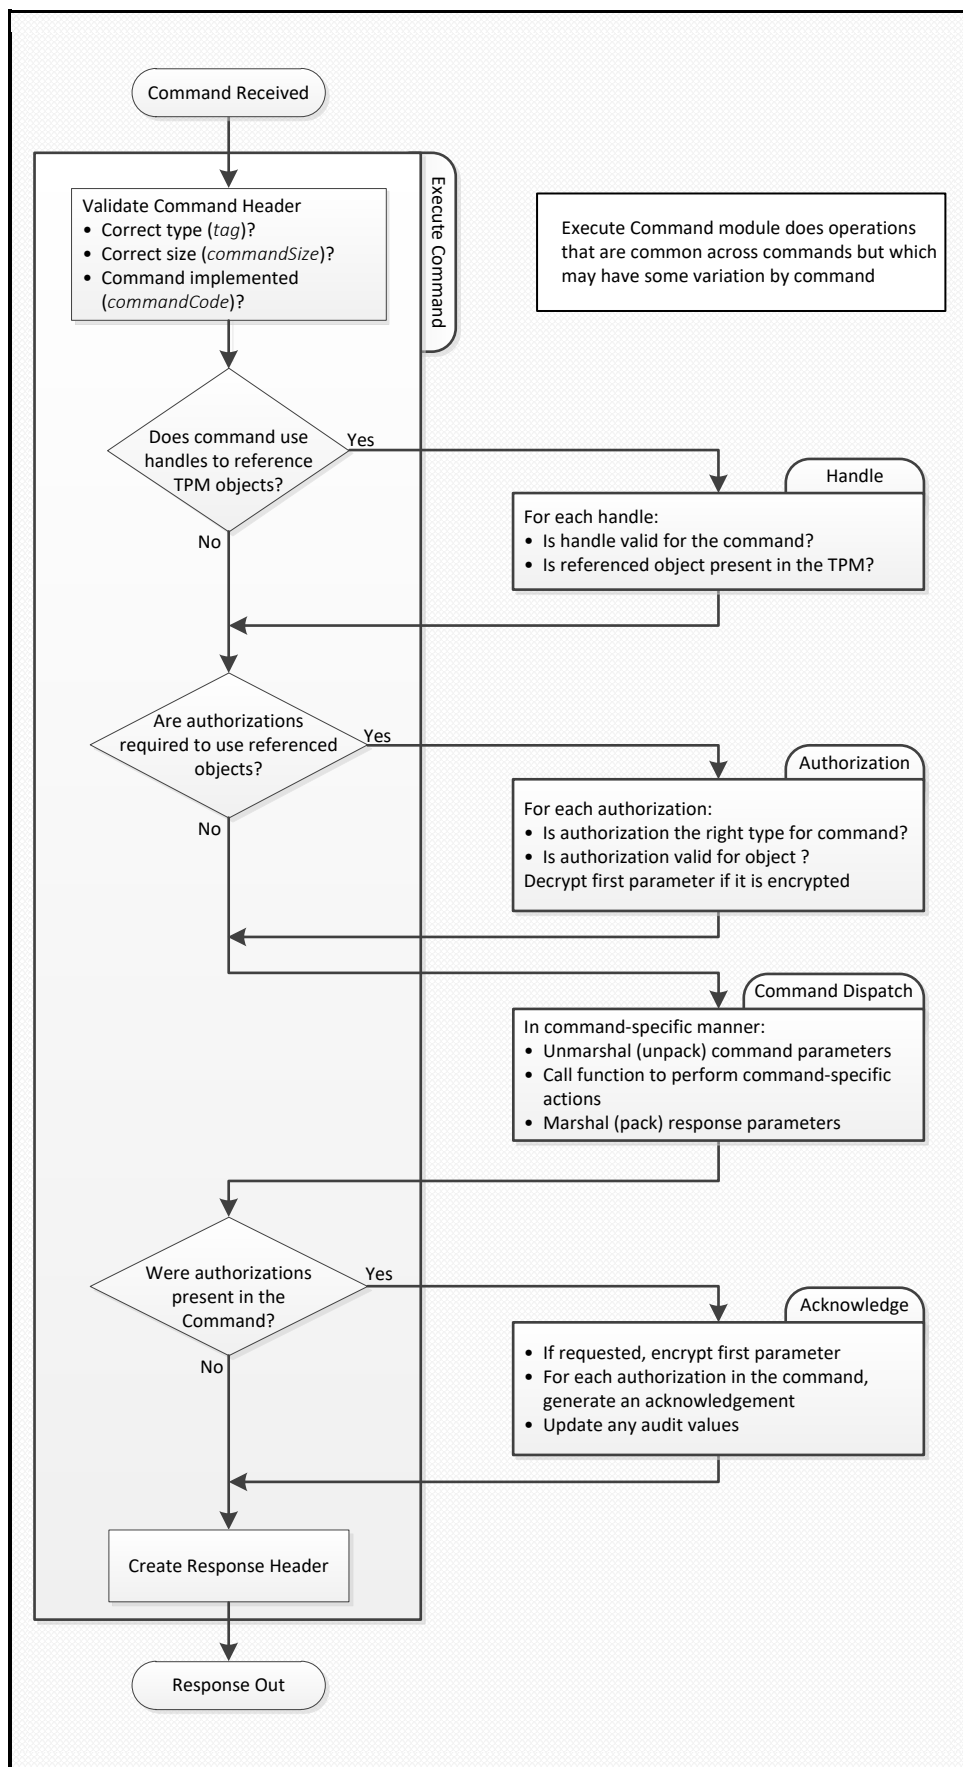 Command Received
Execute Command
Validate Command Header
• Correct type (tag)?
• Correct size (commandSize)?
• Command implemented
(commandCode)?
Execute Command module does operations
that are common across commands but which
may have some variation by command
Does command use
handles to reference
TPM objects?
Yes
No
Handle
For each handle:
• Is handle valid for the command?
• Is referenced object present in the TPM?
Are authorizations
required to use referenced
objects?
Yes
No
Authorization
For each authorization:
• Is authorization the right type for command?
• Is authorization valid for object ?
Decrypt first parameter if it is encrypted
Command Dispatch
In command-specific manner:
• Unmarshal (unpack) command parameters
• Call function to perform command-specific
actions
• Marshal (pack) response parameters
Were authorizations
present in the
Command?
Yes
No
Acknowledge
• If requested, encrypt first parameter
• For each authorization in the command,
generate an acknowledgement
• Update any audit values
Create Response Header
Response Out